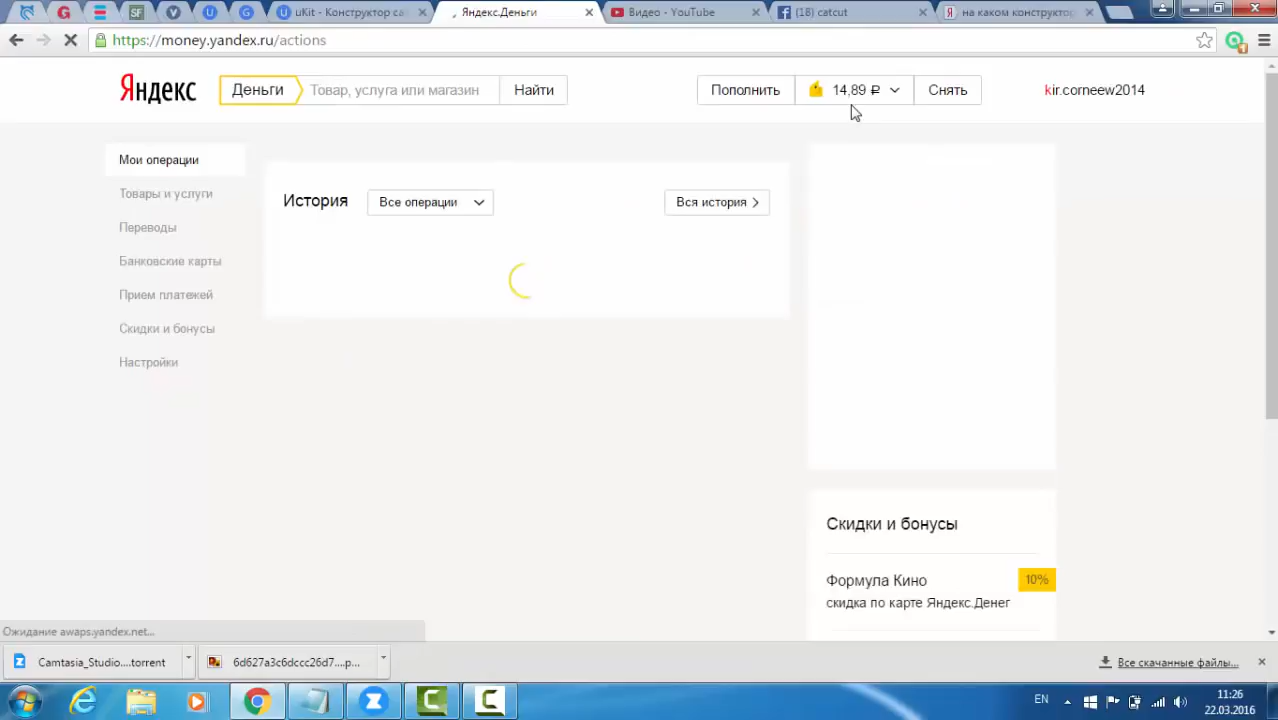 uKit - Конструктор са
Яндекс.Деньги
Видео - YouTube
(18) catcut
на каком конструктор
https://money.yandex.ru/actions
Яндекс
Деньги
Товар, услуга или магазин
Найти
Пополнить
14,89
Снять
kir.corneew2014
Мои операции
Товары и услуги
Переводы
Банковские карты
Прием платежей
Скидки и бонусы
Настройки
История
Все операции
Вся история
Скидки и бонусы
Формула Кино
10%
скидка по карте Яндекс.Денег
Ожидание awaps.yandex.net...
Camtasia_Studio....torrent
6d627a3c6dccc26d7....p...
Все скачанные файлы...
EN
11:26
22.03.2016